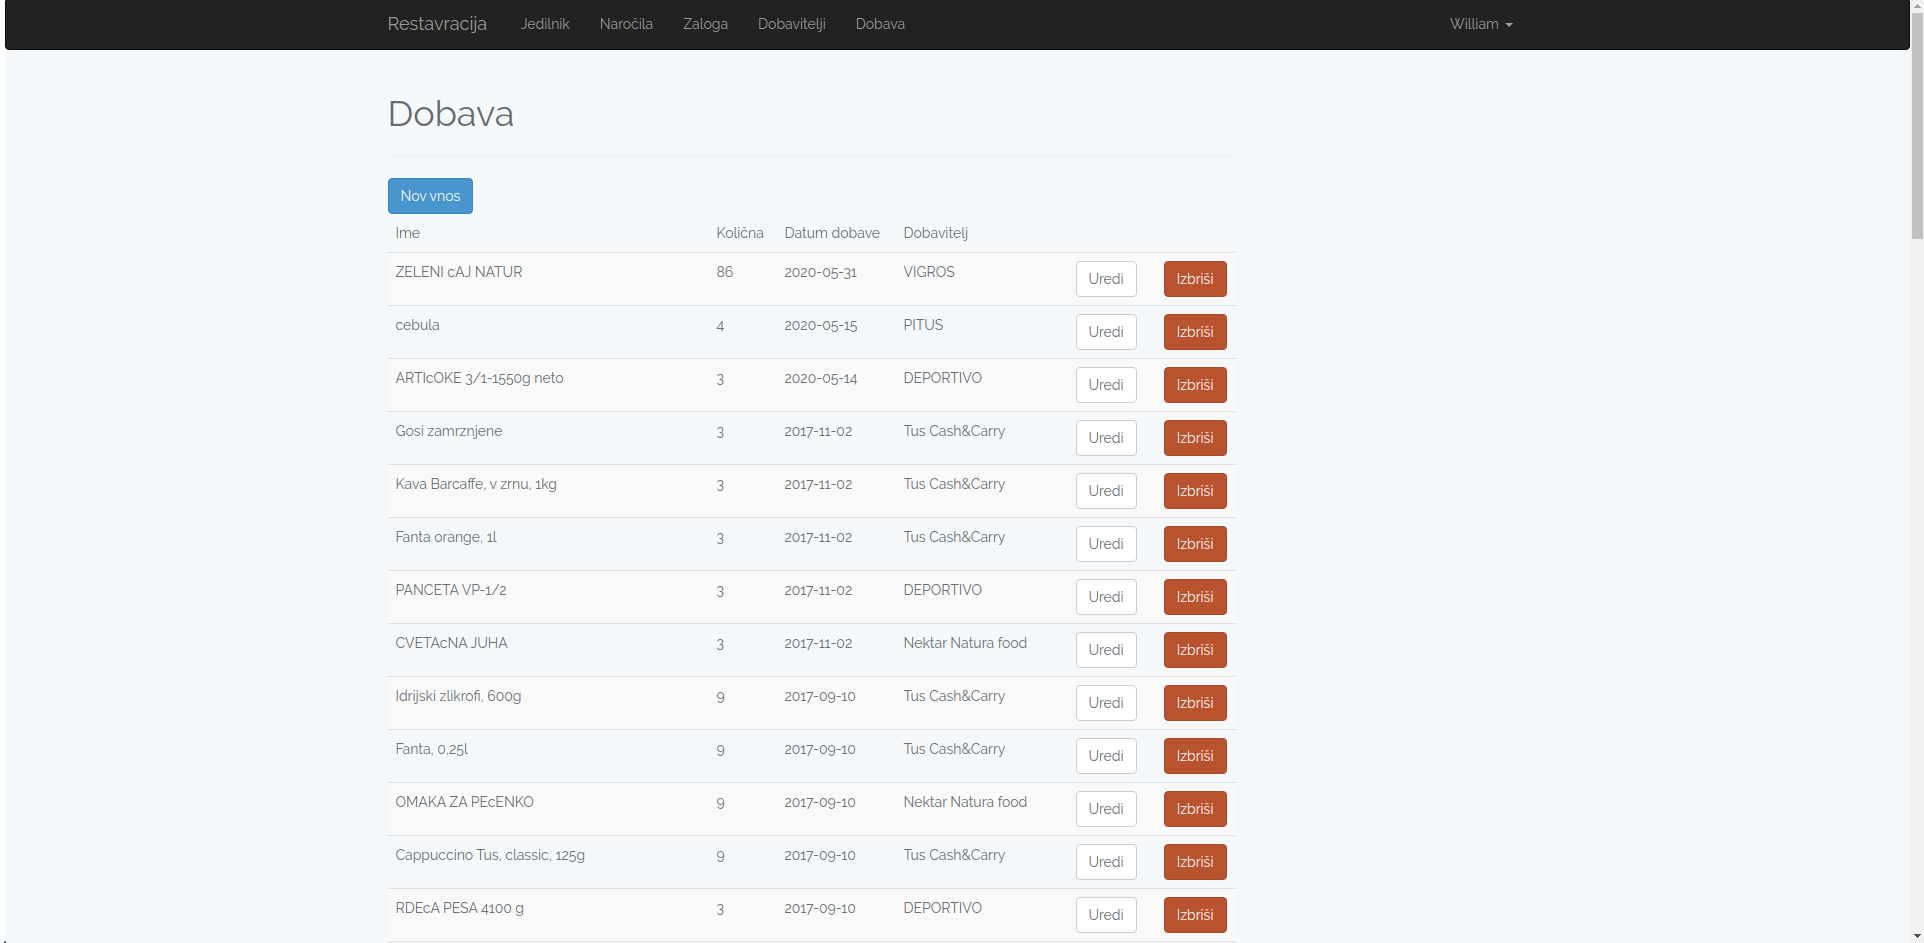 Restavracija Jedilnik Naročila Zaloga Dobavitelji Dobava William
Dobava
Nov vnos
Ime Količna Datum dobave Dobavitelj
ZELENI cAJ NATUR 86 2020-05-31 VIGROS Uredi Izbriši
cebula 4 2020-05-15 PITUS Uredi Izbriši
ARTIcOKE 3/1-1550g neto 3 2020-05-14 DEPORTIVO Uredi Izbriši
Gosi zamrznjene 3 2017-11-02 Tus Cash&Carry Uredi Izbriši
Kava Barcaffe, v zrnu, 1kg 3 2017-11-02 Tus Cash&Carry Uredi Izbriši
Fanta orange, 1l 3 2017-11-02 Tus Cash&Carry Uredi Izbriši
PANCETA VP-1/2 3 2017-11-02 DEPORTIVO Uredi Izbriši
CVETAcNA JUHA 3 2017-11-02 Nektar Natura food Uredi Izbriši
Idrijski zlikrofi, 600g 9 2017-09-10 Tus Cash&Carry Uredi Izbriši
Fanta, 0,25l 9 2017-09-10 Tus Cash&Carry Uredi Izbriši
OMAKA ZA PEcENKO 9 2017-09-10 Nektar Natura food Uredi Izbriši
Cappuccino Tus, classic, 125g 9 2017-09-10 Tus Cash&Carry Uredi Izbriši
RDEcA PESA 4100 g 3 2017-09-10 DEPORTIVO Uredi Izbriši